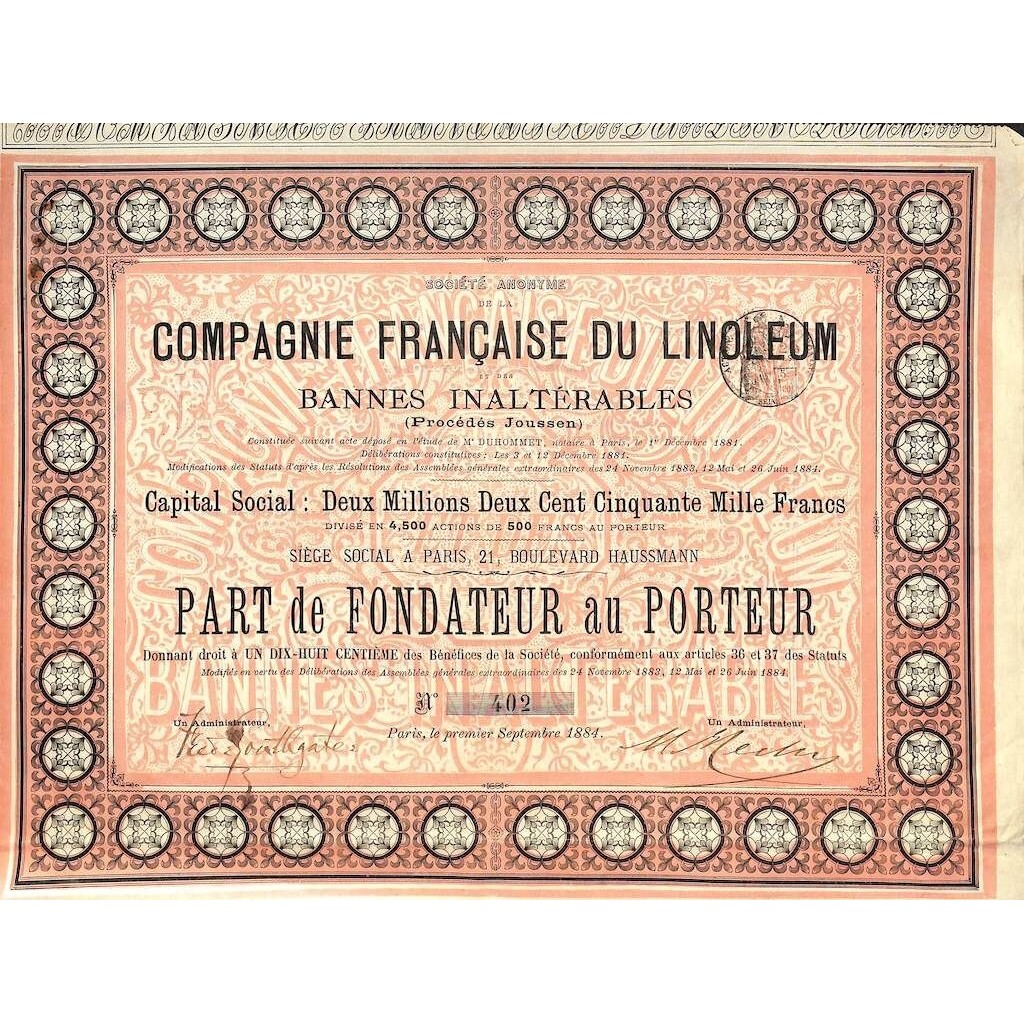 SOCIÉTÉ ANONYME
DE LA
COMPAGNIE FRANÇAISE DU LINOLEUM
ET DES
BANNES INALTÉRABLES
(Procédés Joussen)
Constituée suivant acte déposé en l'étude de Mᵉ DUHOMMET, notaire à Paris, le 1ᵉʳ Décembre 1881.
Délibérations constitutives : Les 3 et 12 Décembre 1881.
Modifications des Statuts d'après les Résolutions des Assemblées générales extraordinaires des 24 Novembre 1883, 12 Mai et 26 Juin 1884.
Capital Social : Deux Millions Deux Cent Cinquante Mille Francs
DIVISÉ EN 4,500 ACTIONS DE 500 FRANCS AU PORTEUR
SIÈGE SOCIAL A PARIS, 21, BOULEVARD HAUSSMANN
PART de FONDATEUR au PORTEUR
Donnant droit à UN DIX-HUIT CENTIÈME des Bénéfices de la Société, conformément aux articles 36 et 37 des Statuts
Modifiés en vertu des Délibérations des Assemblées générales extraordinaires des 24 Novembre 1883, 12 Mai et 26 Juin 1884.
Nº 402
Un Administrateur,
Un Administrateur,
Paris, le premier Septembre 1884.